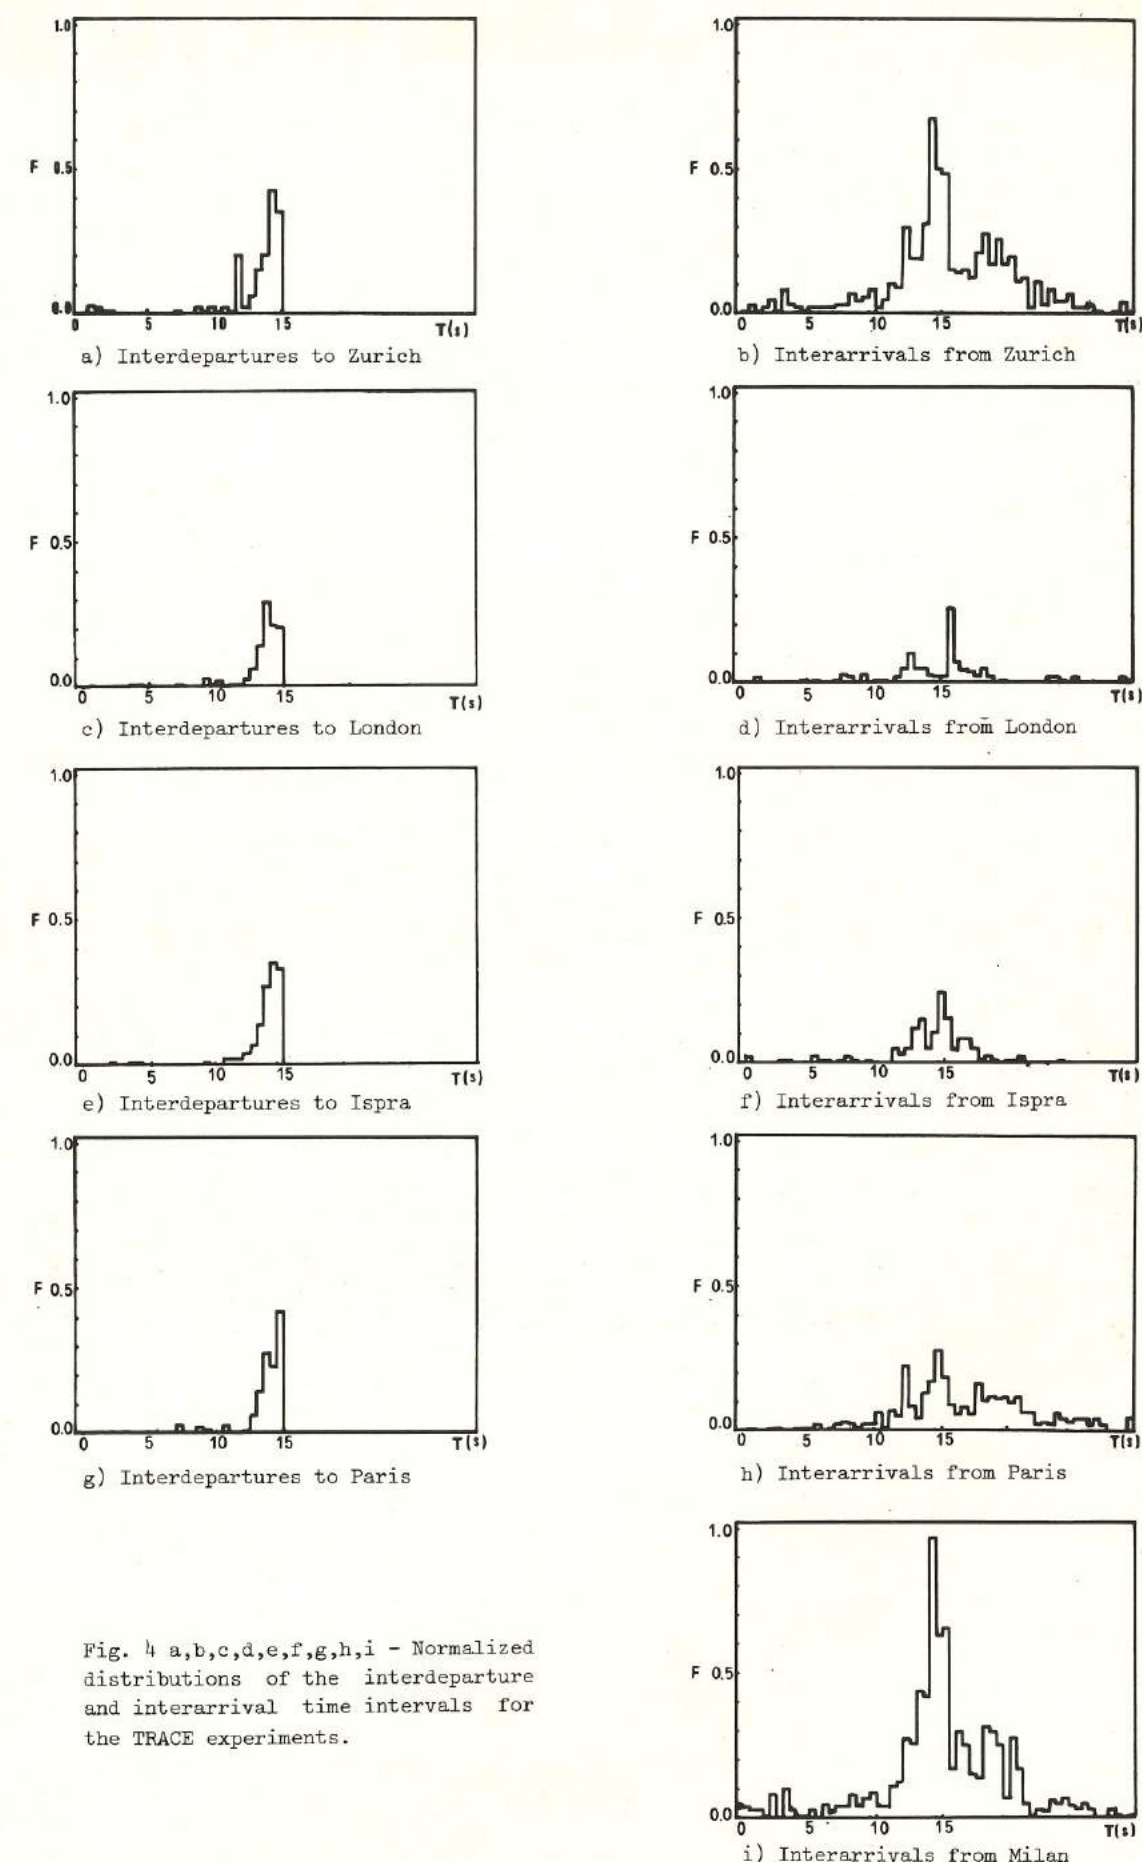 1.0
F 0.5
0.0
0 5 10 15 T(s)
a) Interdepartures to Zurich
1.0
F 0.5
0.0
0 5 10 15 T(s)
b) Interarrivals from Zurich
1.0
F 0.5
0.0
0 5 10 15 T(s)
c) Interdepartures to London
1.0
F 0.5
0.0
0 5 10 15 T(s)
d) Interarrivals from London
1.0
F 0.5
0.0
0 5 10 15 T(s)
e) Interdepartures to Ispra
1.0
F 0.5
0.0
0 5 10 15 T(s)
f) Interarrivals from Ispra
1.0
F 0.5
0.0
0 5 10 15 T(s)
g) Interdepartures to Paris
1.0
F 0.5
0.0
0 5 10 15 T(s)
h) Interarrivals from Paris
1.0
F 0.5
0.0
0 5 10 15 T(s)
i) Interarrivals from Milan
Fig. 4 a,b,c,d,e,f,g,h,i - Normalized
distributions of the interdeparture
and interarrival time intervals for
the TRACE experiments.